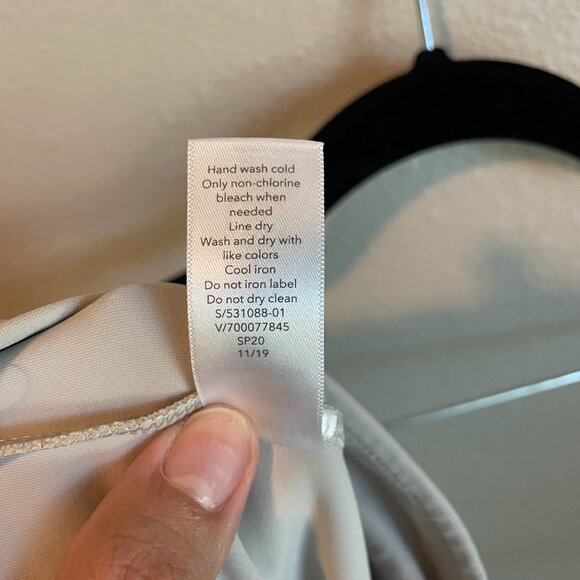 Hand wash cold
Only non-chlorine
bleach when
needed
Line dry
Wash and dry with
like colors
Cool iron
Do not iron label
Do not dry clean
S/531088-01
V/700077845
SP20
11/19